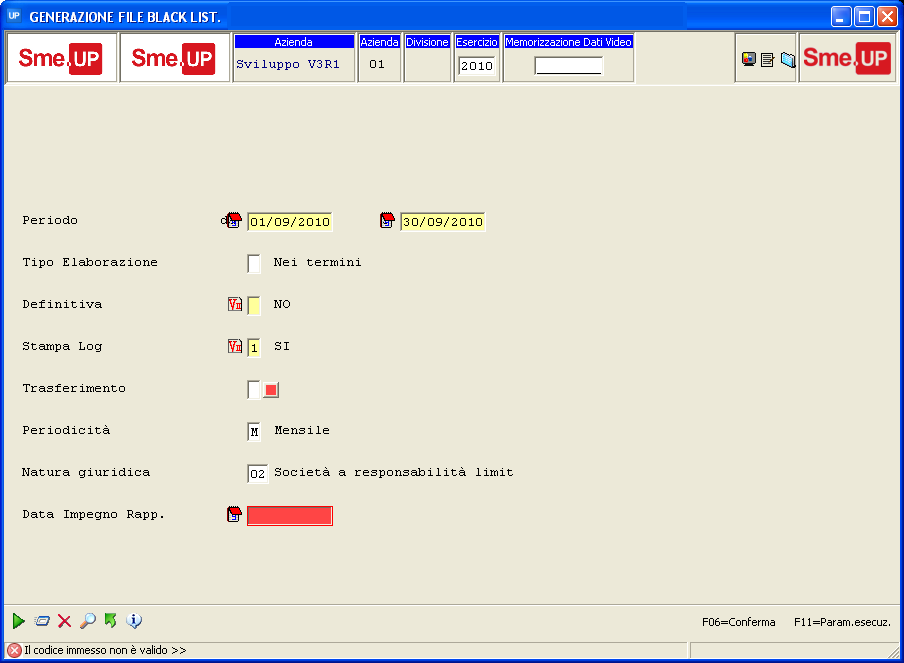 UP GENERAZIONE FILE BLACK LIST.
Sme.UP Sme.UP Azienda Azienda Divisione Esercizio Memorizzazione Dati Video Sme.UP
Sviluppo V3R1 01 2010
Periodo 01/09/2010 30/09/2010
Tipo Elaborazione Nei termini
Definitiva NO
Stampa Log 1 SI
Trasferimento
Periodicità M Mensile
Natura giuridica 02 Società a responsabilità limit
Data Impegno Rapp.
F06=Conferma F11=Param.esecuz.
Il codice immesso non è valido >>